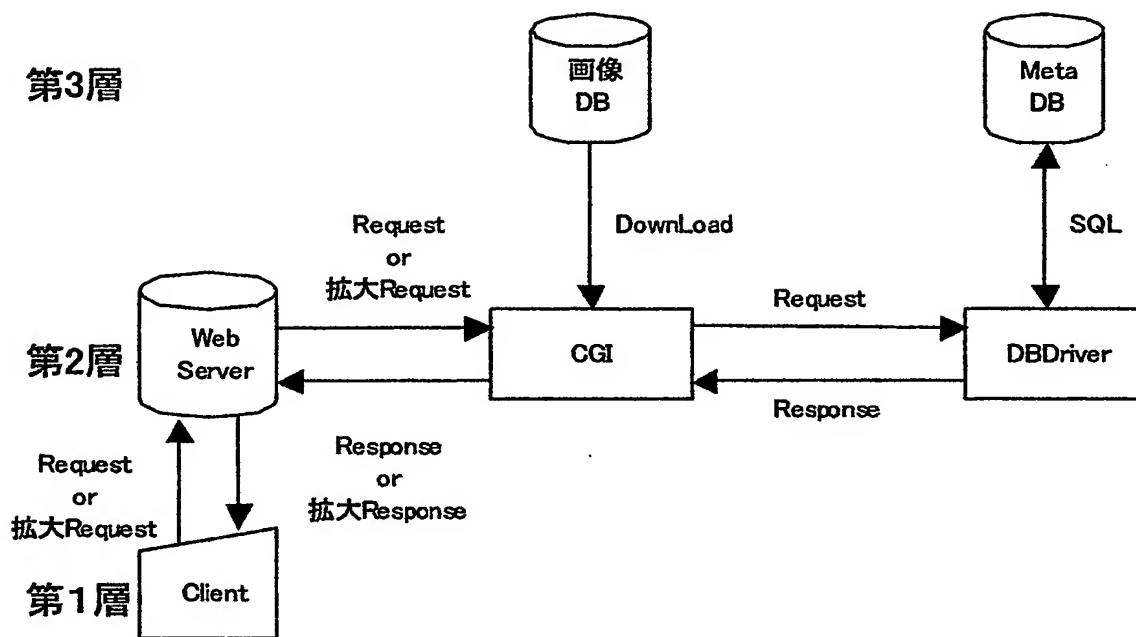 第3層
画像
DB
Meta
DB
DownLoad
SQL
Request
or
拡大Request
Request
第2層
Web
Server
CGI
DBDriver
Response
Request
or
拡大Request
Response
or
拡大Response
第1層
Client